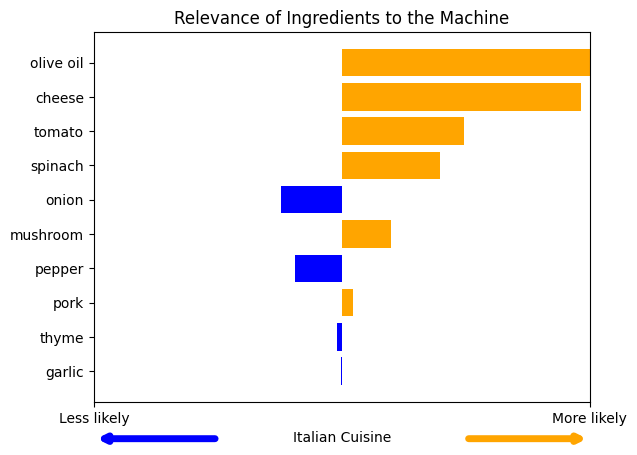 Relevance of Ingredients to the Machine
olive oil
cheese
tomato
spinach
onion
mushroom
pepper
pork
thyme
garlic
Less likely
More likely
Italian Cuisine